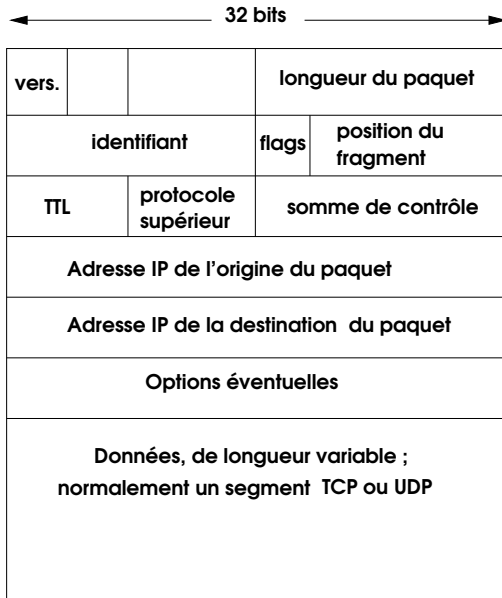 32 bits
vers.
longueur du paquet
identifiant
flags
position du
fragment
TTL
protocole
supérieur
somme de contrôle
Adresse IP de l'origine du paquet
Adresse IP de la destination du paquet
Options éventuelles
Données, de longueur variable ;
normalement un segment TCP ou UDP